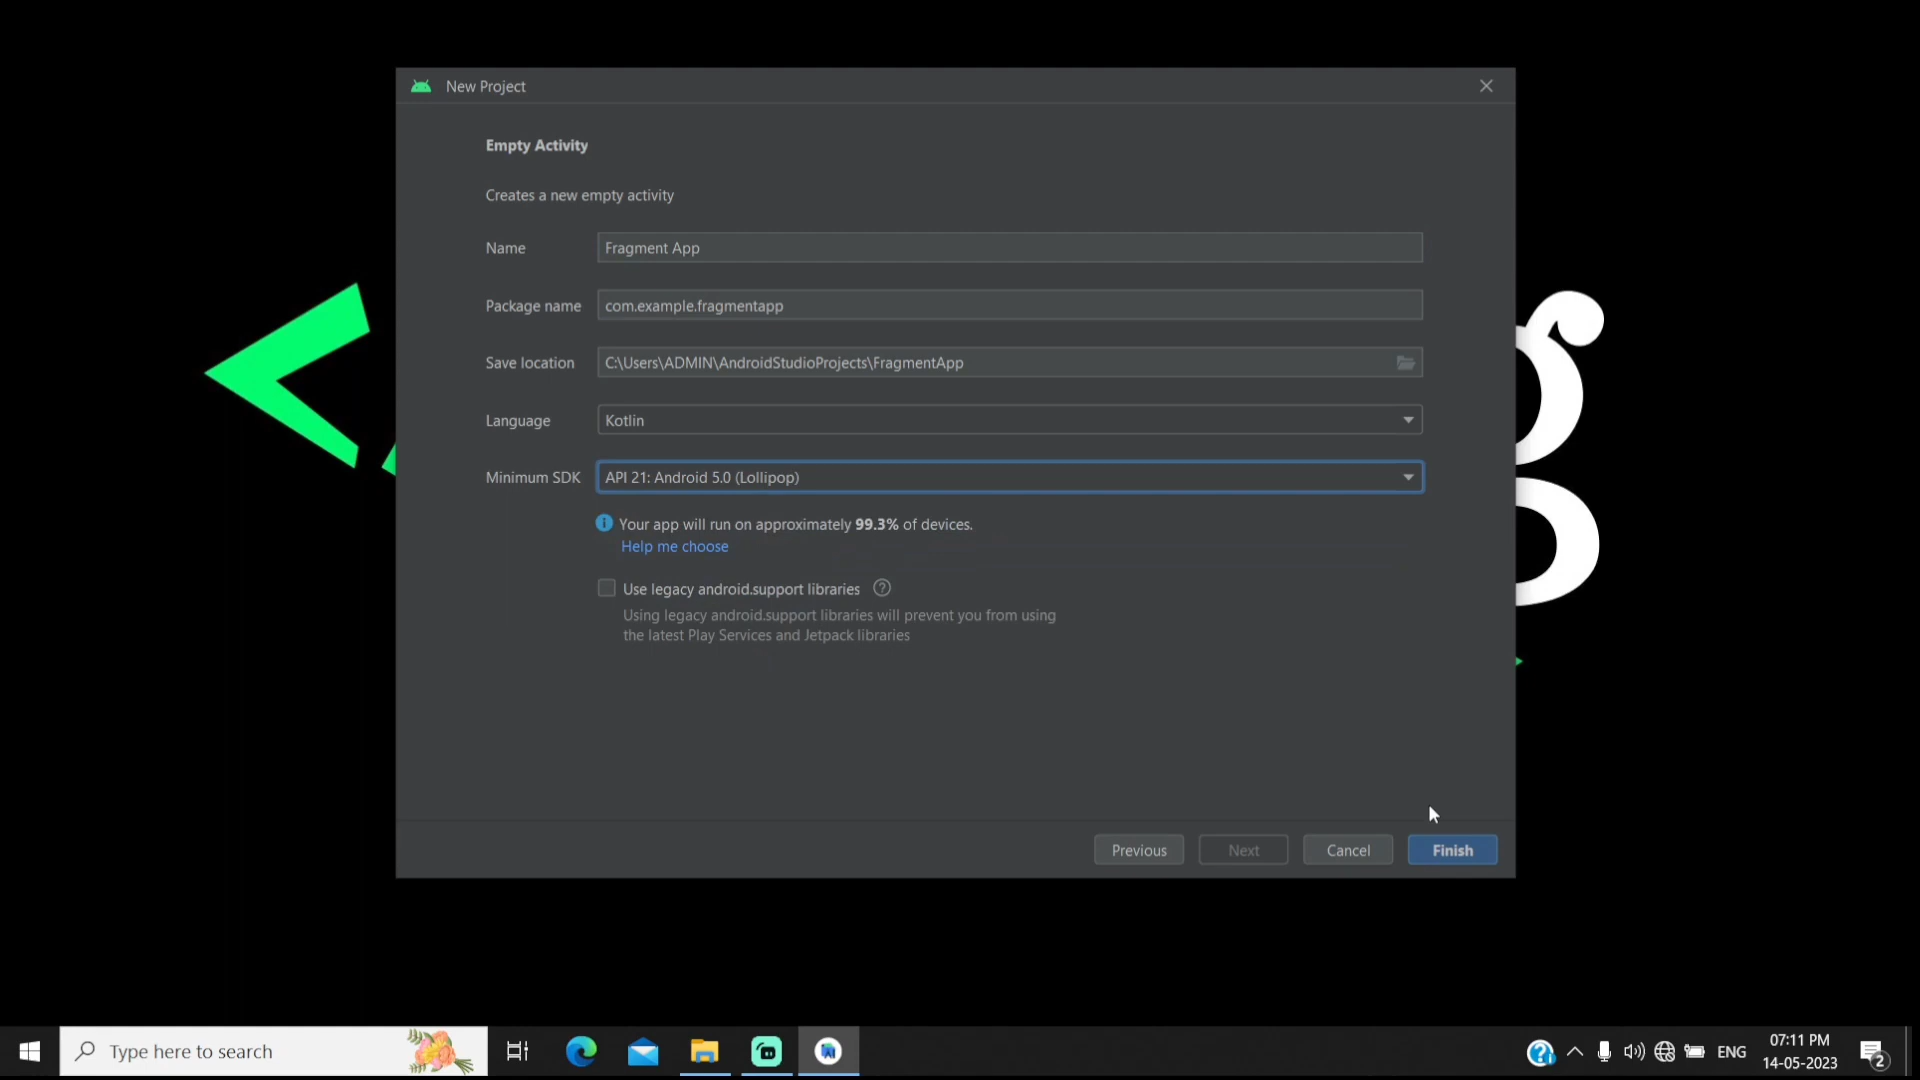 New Project
Empty Activity
Creates a new empty activity
Name
Fragment App
Package name
com.example.fragmentapp
Save location
C:\Users\ADMIN\AndroidStudioProjects\FragmentApp
Language
Kotlin
Minimum SDK
API 21: Android 5.0 (Lollipop)
Your app will run on approximately 99.3% of devices.
Help me choose
Use legacy android.support libraries
Using legacy android.support libraries will prevent you from using
the latest Play Services and Jetpack libraries
Previous
Next
Cancel
Finish
Type here to search
ENG
07:11 PM
14-05-2023
2